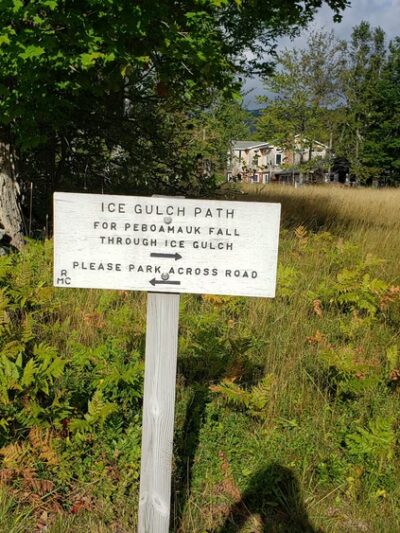 ICE GULCH PATH
FOR PEBOAMAUK FALL
THROUGH ICE GULCH
PLEASE PARK ACROSS ROAD
R
MC